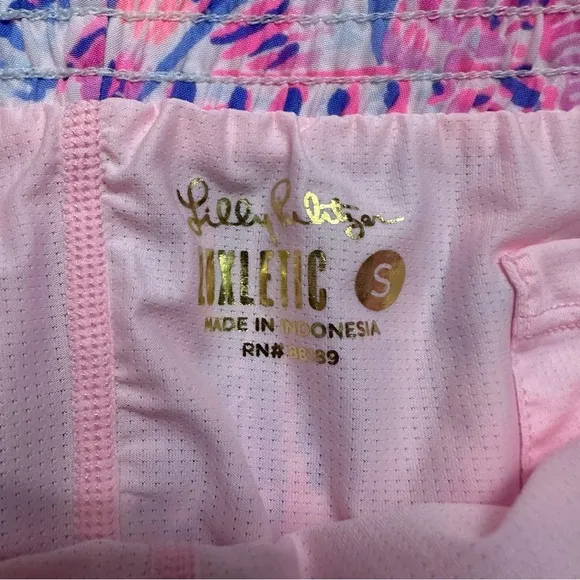 Lilly Pulitzer
LUXLETIC S
MADE IN INDONESIA
RN#